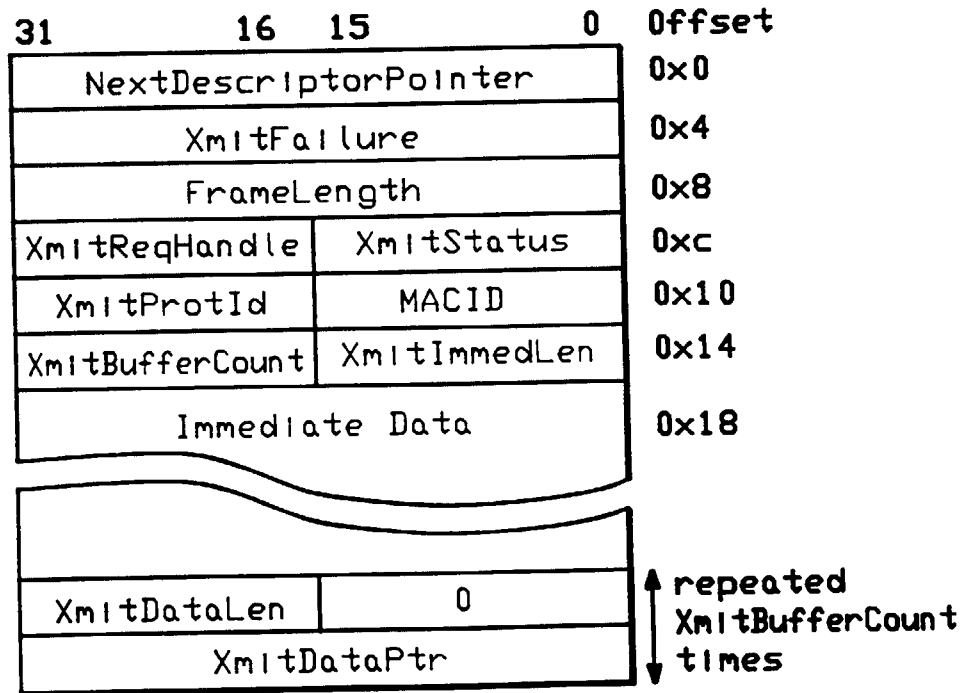 31 16 15 0 Offset
NextDescriptorPointer 0x0
XmitFailure 0x4
FrameLength 0x8
XmitReqHandle XmitStatus 0xc
XmitProtId MACID 0x10
XmitBufferCount XmitImmedLen 0x14
Immediate Data 0x18
XmitDataLen 0 repeated
XmitBufferCount
XmitDataPtr times